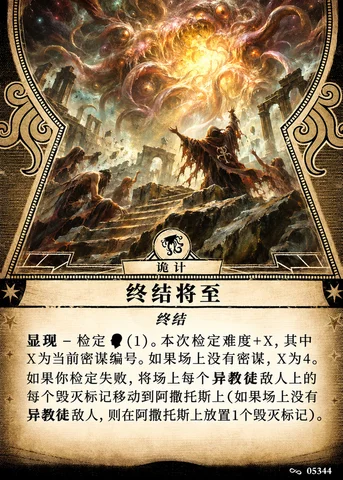 诡计
终结将至
终结
显现 – 检定 (1)。本次检定难度+X, 其中
X为当前密谋编号。如果场上没有密谋, X为4。
如果你检定失败, 将场上每个异教徒敌人上的
每个毁灭标记移动到阿撒托斯上(如果场上没有
异教徒敌人, 则在阿撒托斯上放置1个毁灭标记)。
05344